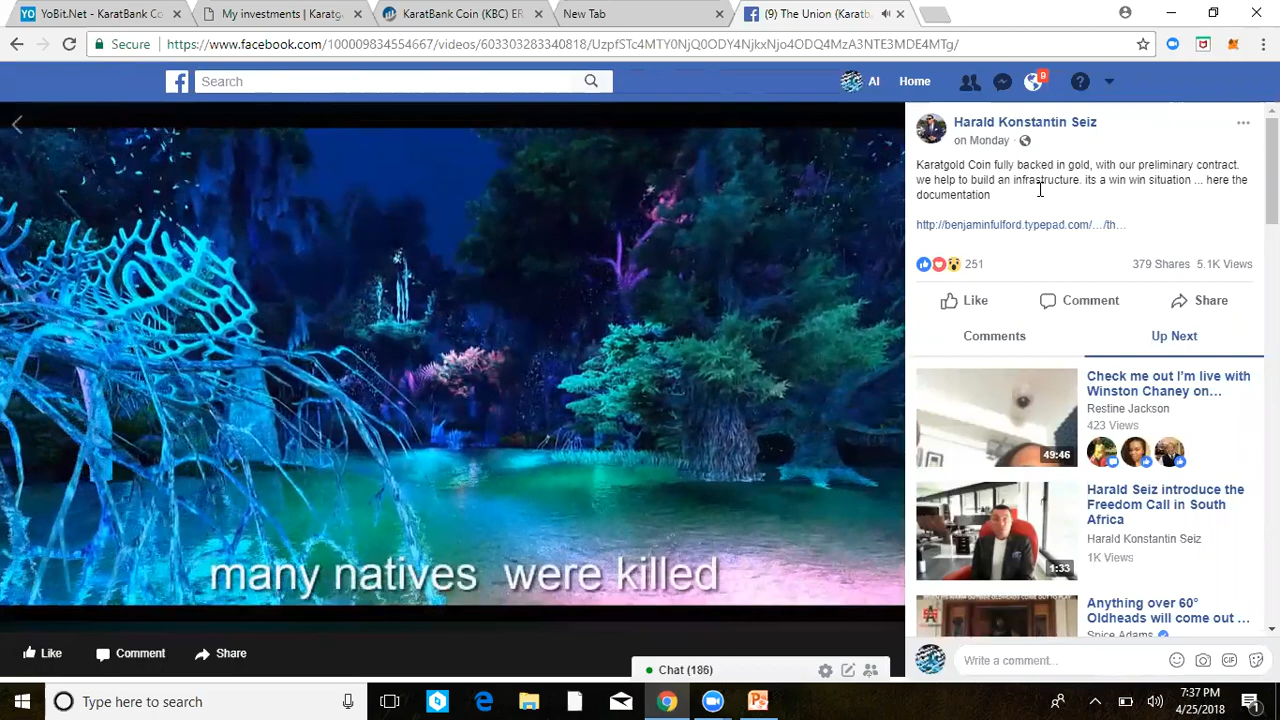 YoBit.Net - KaratBank Co
My investments | Karatg
KaratBank Coin (KBC) ER
New Tab
(9) The Union (Karatb
Secure
https://www.facebook.com/100009834554667/videos/603303283340818/UzpfSTc4MTY0NjQ0ODY4NjkxNjo4ODQ4MzA3NTE3MDE4MTg/
Search
Al
Home
9
Harald Konstantin Seiz
on Monday ·
Karatgold Coin fully backed in gold, with our preliminary contract.
we help to build an infrastructure. its a win win situation ... here the
documentation
http://benjaminfulford.typepad.com/.../th...
251
379 Shares 5.1K Views
Like
Comment
Share
Comments
Up Next
Check me out I'm live with
Winston Chaney on...
Restine Jackson
423 Views
49:46
Harald Seiz introduce the
Freedom Call in South
Africa
Harald Konstantin Seiz
1K Views
1:33
Anything over 60°
Oldheads will come out ...
Spice Adams
many natives were killed
Like
Comment
Share
Chat (186)
Write a comment...
GIF
Type here to search
7:37 PM
4/25/2018
1